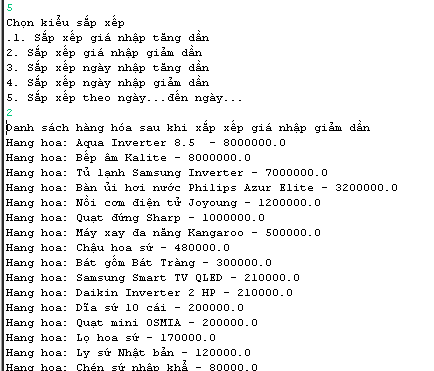 5
Chọn kiểu sắp xếp
.1. Sắp xếp giá nhập tăng dần
2. Sắp xếp giá nhập giảm dần
3. Sắp xếp ngày nhập tăng dần
4. Sắp xếp ngày nhập giảm dần
5. Sắp xếp theo ngày...đến ngày...
2
Danh sách hàng hóa sau khi xắp xếp giá nhập giảm dần
Hang hoa: Aqua Inverter 8.5  - 8000000.0
Hang hoa: Bếp âm Kalite - 8000000.0
Hang hoa: Tủ lạnh Samsung Inverter - 7000000.0
Hang hoa: Bàn ủi hơi nước Philips Azur Elite - 3200000.0
Hang hoa: Nồi cơm điện tử Joyoung - 1200000.0
Hang hoa: Quạt đứng Sharp - 1000000.0
Hang hoa: Máy xay đa năng Kangaroo - 500000.0
Hang hoa: Chậu hoa sứ - 480000.0
Hang hoa: Bát gốm Bát Tràng - 300000.0
Hang hoa: Samsung Smart TV QLED - 210000.0
Hang hoa: Daikin Inverter 2 HP - 210000.0
Hang hoa: Dĩa sứ 10 cái - 200000.0
Hang hoa: Quạt mini OSMIA - 200000.0
Hang hoa: Lọ hoa sứ - 170000.0
Hang hoa: Ly sứ Nhật bản - 120000.0
Hang hoa: Chén sứ nhập khẩ - 80000.0